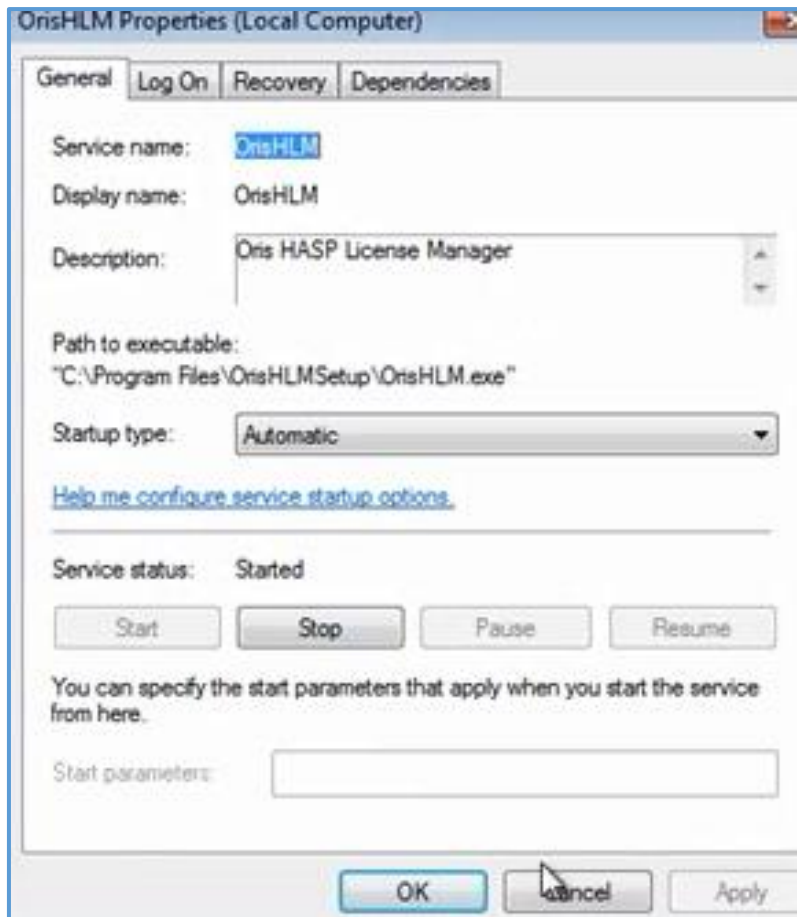 OrisHLM Properties (Local Computer)
General Log On Recovery Dependencies
Service name: OrisHLM
Display name: OrisHLM
Description: Oris HASP License Manager
Path to executable:
"C:\Program Files\OrisHLMSetup\OrisHLM.exe"
Startup type: Automatic
Help me configure service startup options.
Service status: Started
Start Stop Pause Resume
You can specify the start parameters that apply when you start the service
from here.
Start parameters:
OK Cancel Apply